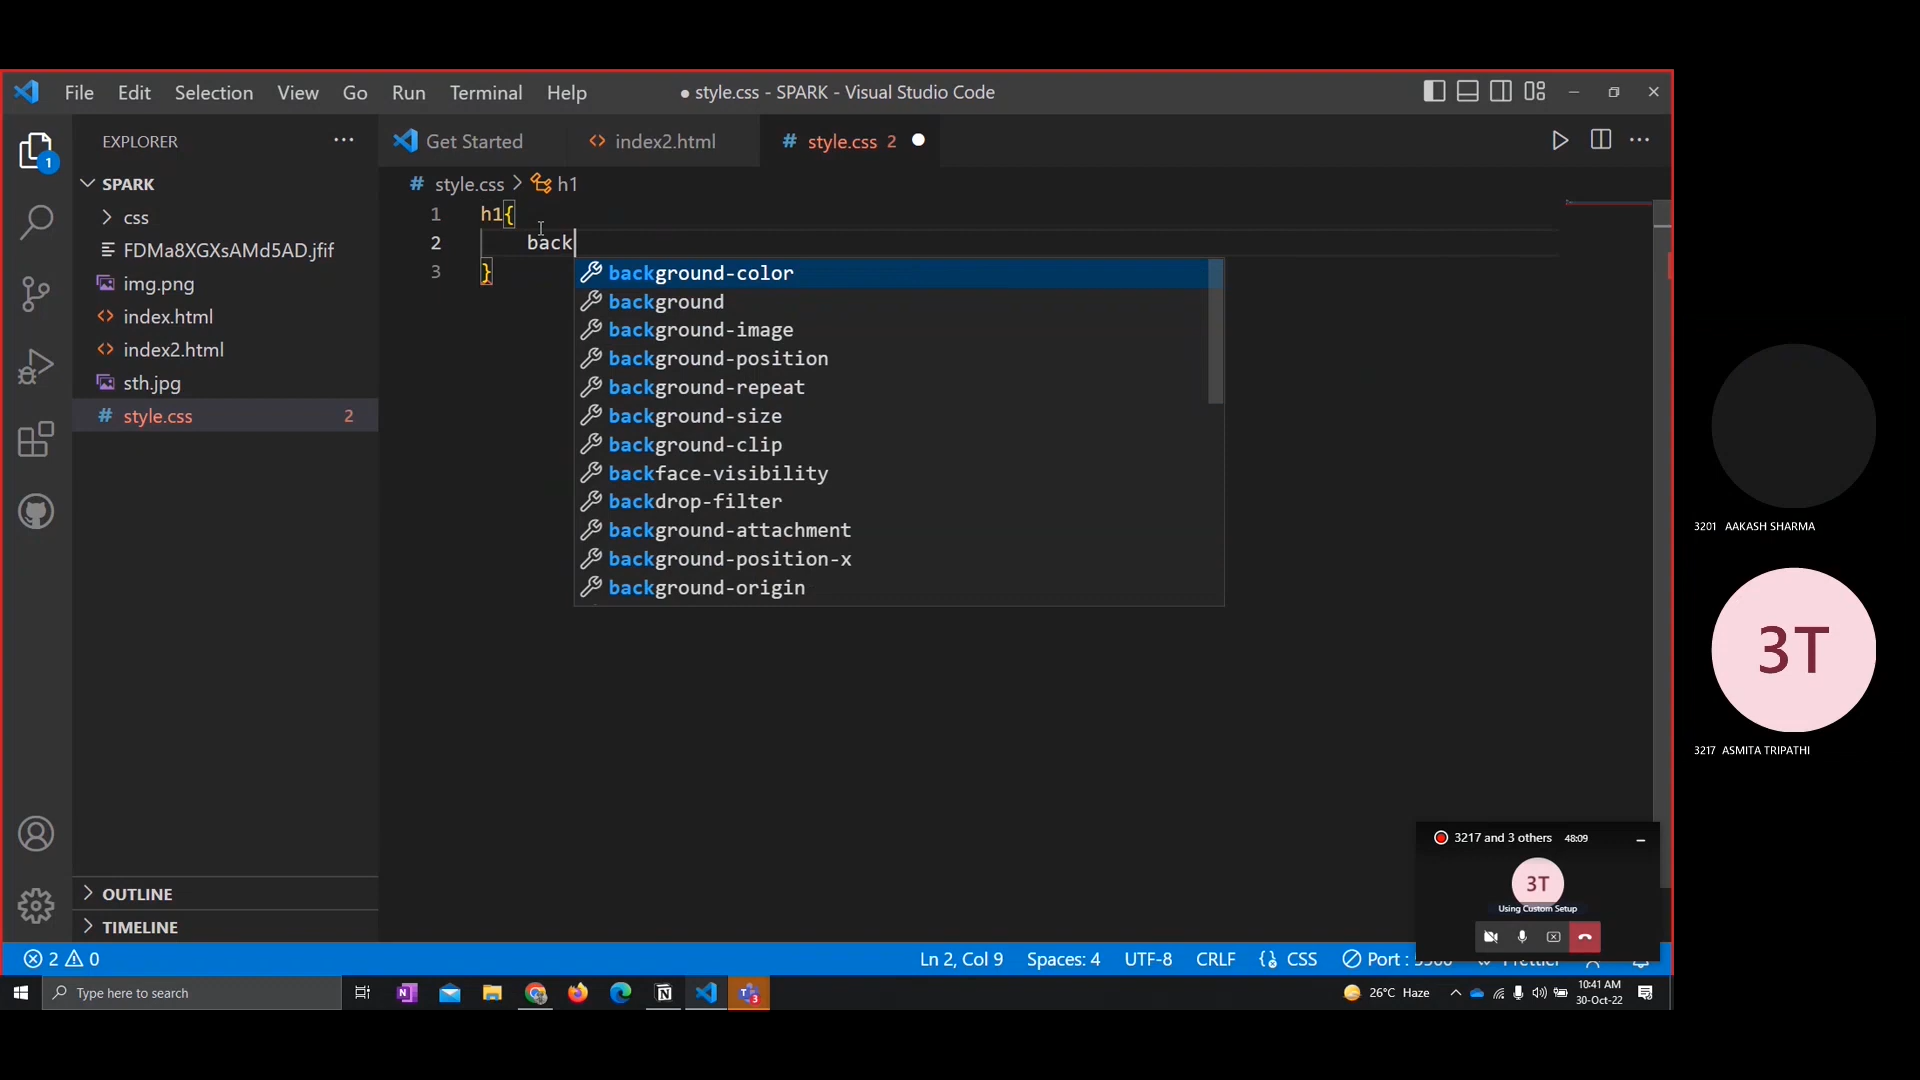 File Edit Selection View Go Run Terminal Help ● style.css - SPARK - Visual Studio Code
EXPLORER ···
Get Started <> index2.html # style.css 2 ●
1
SPARK
css
FDMa8XGXsAMd5AD.jfif
img.png
<> index.html
<> index2.html
sth.jpg
# style.css 2
OUTLINE
TIMELINE
# style.css > h1
1 h1{
2 back
3 }
background-color
background
background-image
background-position
background-repeat
background-size
background-clip
backface-visibility
backdrop-filter
background-attachment
background-position-x
background-origin
3201 AAKASH SHARMA
3T
3217 ASMITA TRIPATHI
3217 and 3 others 48:09
3T
Using Custom Setup
2 0 Ln 2, Col 9 Spaces: 4 UTF-8 CRLF {} CSS Port :
Type here to search
3
26°C Haze
10:41 AM
30-Oct-22